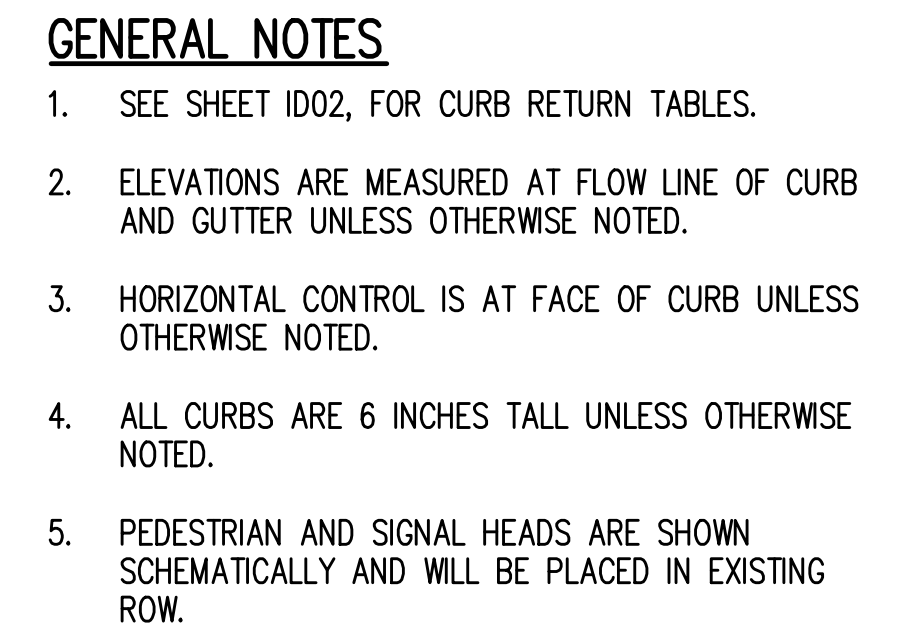 GENERAL NOTES
1. SEE SHEET ID02, FOR CURB RETURN TABLES.
2. ELEVATIONS ARE MEASURED AT FLOW LINE OF CURB
AND GUTTER UNLESS OTHERWISE NOTED.
3. HORIZONTAL CONTROL IS AT FACE OF CURB UNLESS
OTHERWISE NOTED.
4. ALL CURBS ARE 6 INCHES TALL UNLESS OTHERWISE
NOTED.
5. PEDESTRIAN AND SIGNAL HEADS ARE SHOWN
SCHEMATICALLY AND WILL BE PLACED IN EXISTING
ROW.